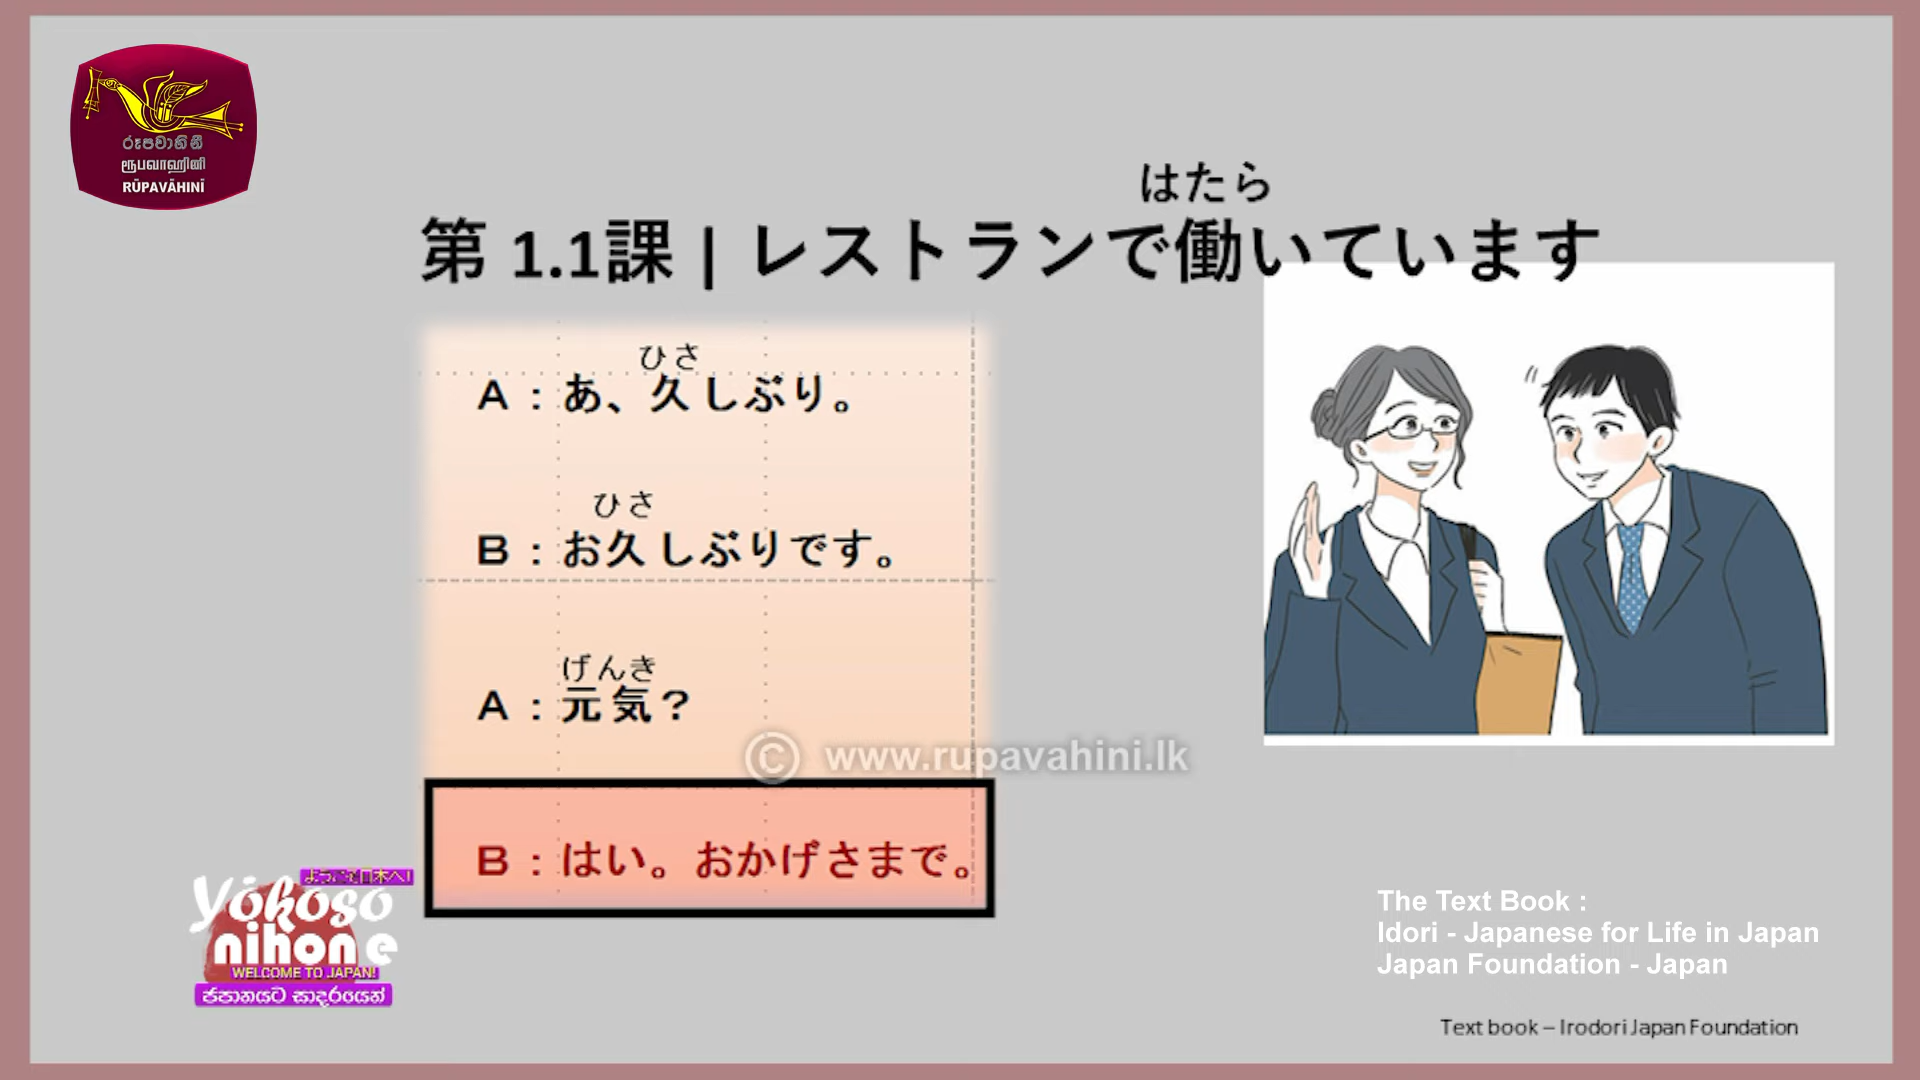 රූපවාහිනී
ரூபவாஹினி
RŪPAVĀHINĪ
はたら
第 1.1課 | レストランで働いています
ひさ
A：あ、久しぶり。
ひさ
B：お久しぶりです。
げんき
A：元気？
© www.rupavahini.lk
B：はい。おかげさまで。
ようこそ日本へ!
yōkoso
nihon e
WELCOME TO JAPAN!
ජපානයට සාදරයෙන්
The Text Book :
Idori - Japanese for Life in Japan
Japan Foundation - Japan
Text book – Irodori Japan Foundation